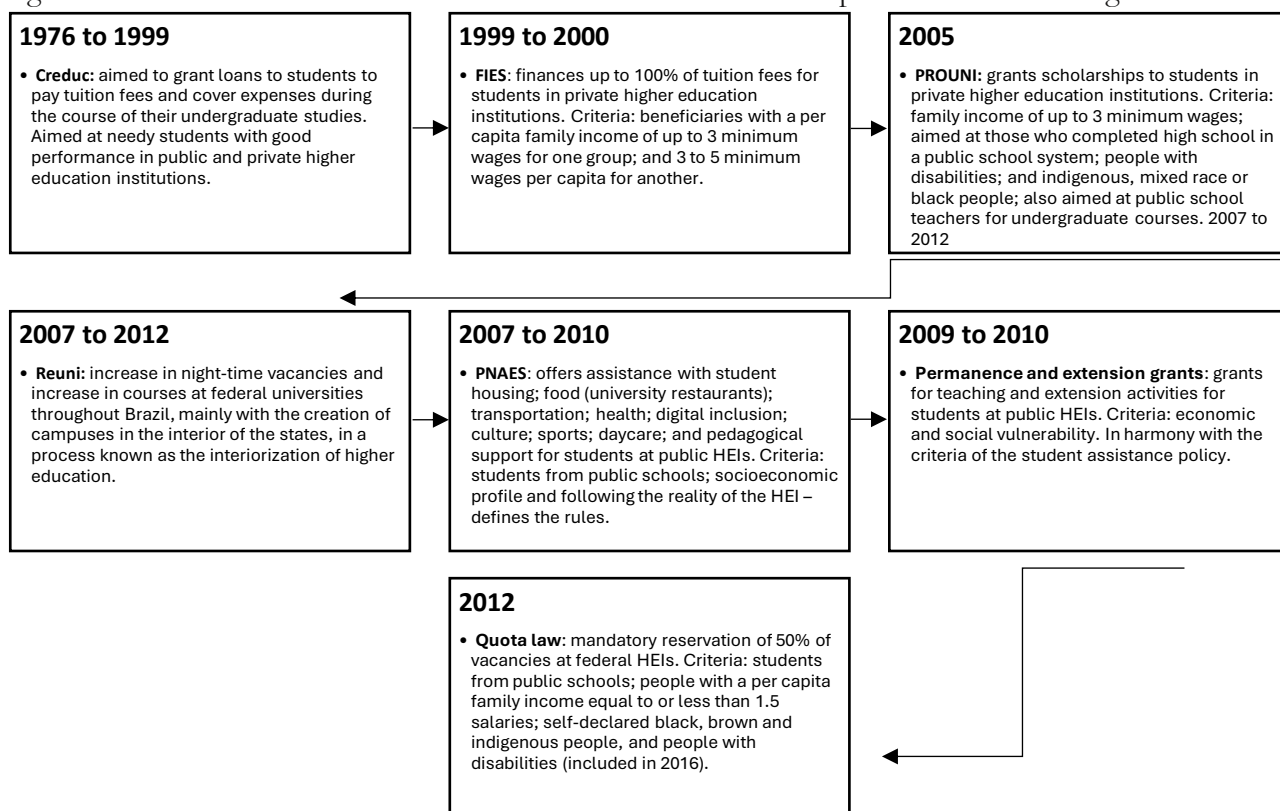 1976 to 1999
• Creduc: aimed to grant loans to students to
pay tuition fees and cover expenses during
the course of their undergraduate studies.
Aimed at needy students with good
performance in public and private higher
education institutions.
1999 to 2000
• FIES: finances up to 100% of tuition fees for
students in private higher education
institutions. Criteria: beneficiaries with a per
capita family income of up to 3 minimum
wages for one group; and 3 to 5 minimum
wages per capita for another.
2005
• PROUNI: grants scholarships to students in
private higher education institutions. Criteria:
family income of up to 3 minimum wages;
aimed at those who completed high school in
a public school system; people with
disabilities; and indigenous, mixed race or
black people; also aimed at public school
teachers for undergraduate courses. 2007 to
2012
2007 to 2012
• Reuni: increase in night-time vacancies and
increase in courses at federal universities
throughout Brazil, mainly with the creation of
campuses in the interior of the states, in a
process known as the interiorization of higher
education.
2007 to 2010
• PNAES: offers assistance with student
housing; food (university restaurants);
transportation; health; digital inclusion;
culture; sports; daycare; and pedagogical
support for students at public HEIs. Criteria:
students from public schools; socioeconomic
profile and following the reality of the HEI –
defines the rules.
2009 to 2010
• Permanence and extension grants: grants
for teaching and extension activities for
students at public HEIs. Criteria: economic
and social vulnerability. In harmony with the
criteria of the student assistance policy.
2012
• Quota law: mandatory reservation of 50% of
vacancies at federal HEIs. Criteria: students
from public schools; people with a per capita
family income equal to or less than 1.5
salaries; self-declared black, brown and
indigenous people, and people with
disabilities (included in 2016).